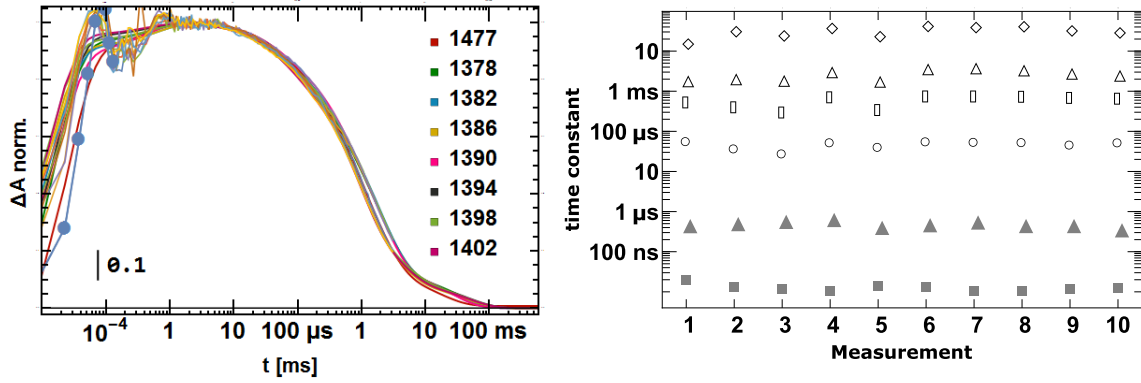 ΔA norm.
1477
1378
1382
1386
1390
1394
1398
1402
0.1
10⁻⁴ 1 10 100 µs 1 10 100 ms
t [ms]
time constant
10
1 ms
100 µs
10
1 µs
100 ns
1 2 3 4 5 6 7 8 9 10
Measurement